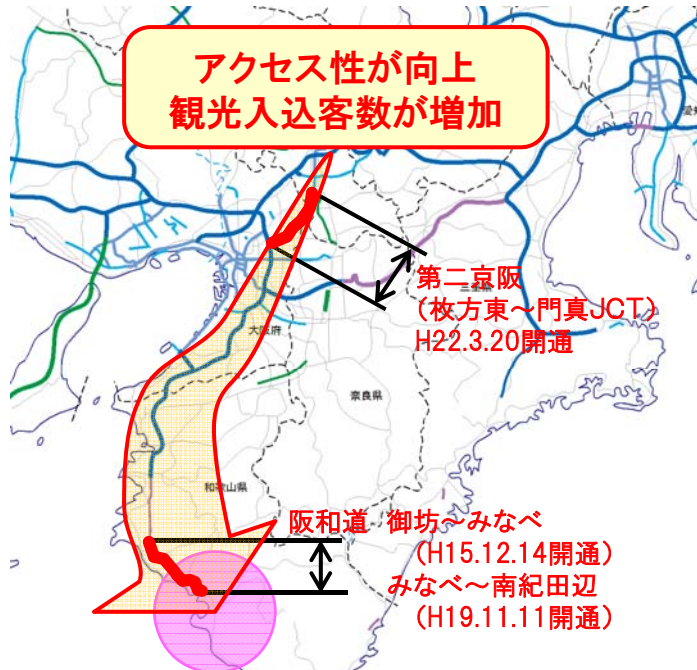 アクセス性が向上
観光入込客数が増加
第二京阪
(枚方東～門真JCT)
H22.3.20開通
三重県
大阪府
奈良県
和歌山県
阪和道 御坊～みなべ
(H15.12.14開通)
みなべ～南紀田辺
(H19.11.11開通)